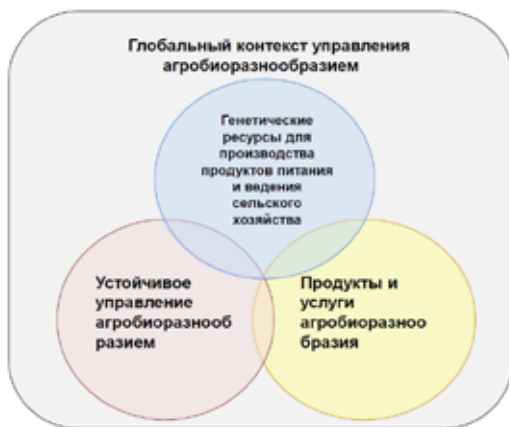 Глобальный контекст управления
агробиоразнообразием
Генетические
ресурсы для
производства
продуктов питания
и ведения
сельского
хозяйства
Устойчивое
управление
агробиоразнооб
разием
Продукты и
услуги
агробиоразноо
бразия